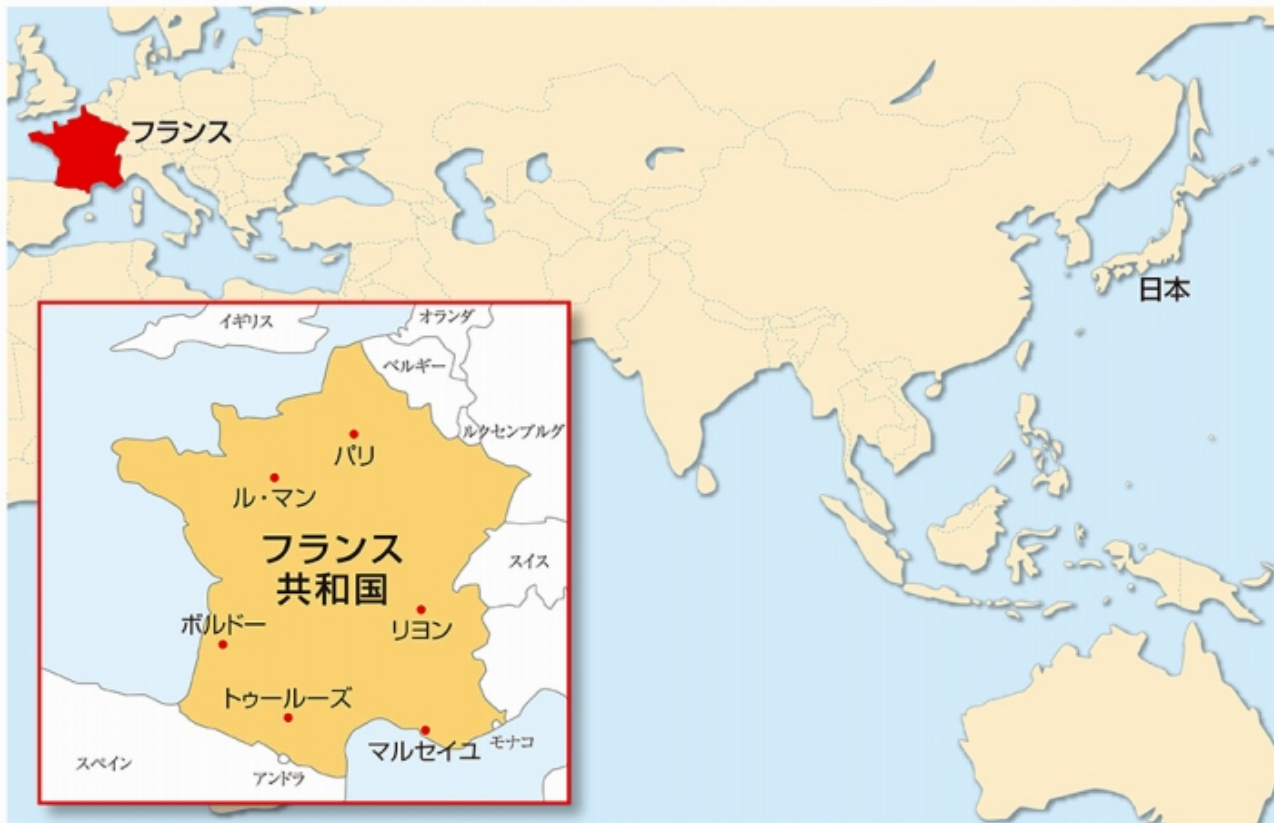 フランス
日本
イギリス
オランダ
ベルギー
ルクセンブルグ
パリ
ル・マン
フランス
共和国
スイス
ボルドー
リヨン
トゥールーズ
マルセイユ
モナコ
スペイン
アンドラ